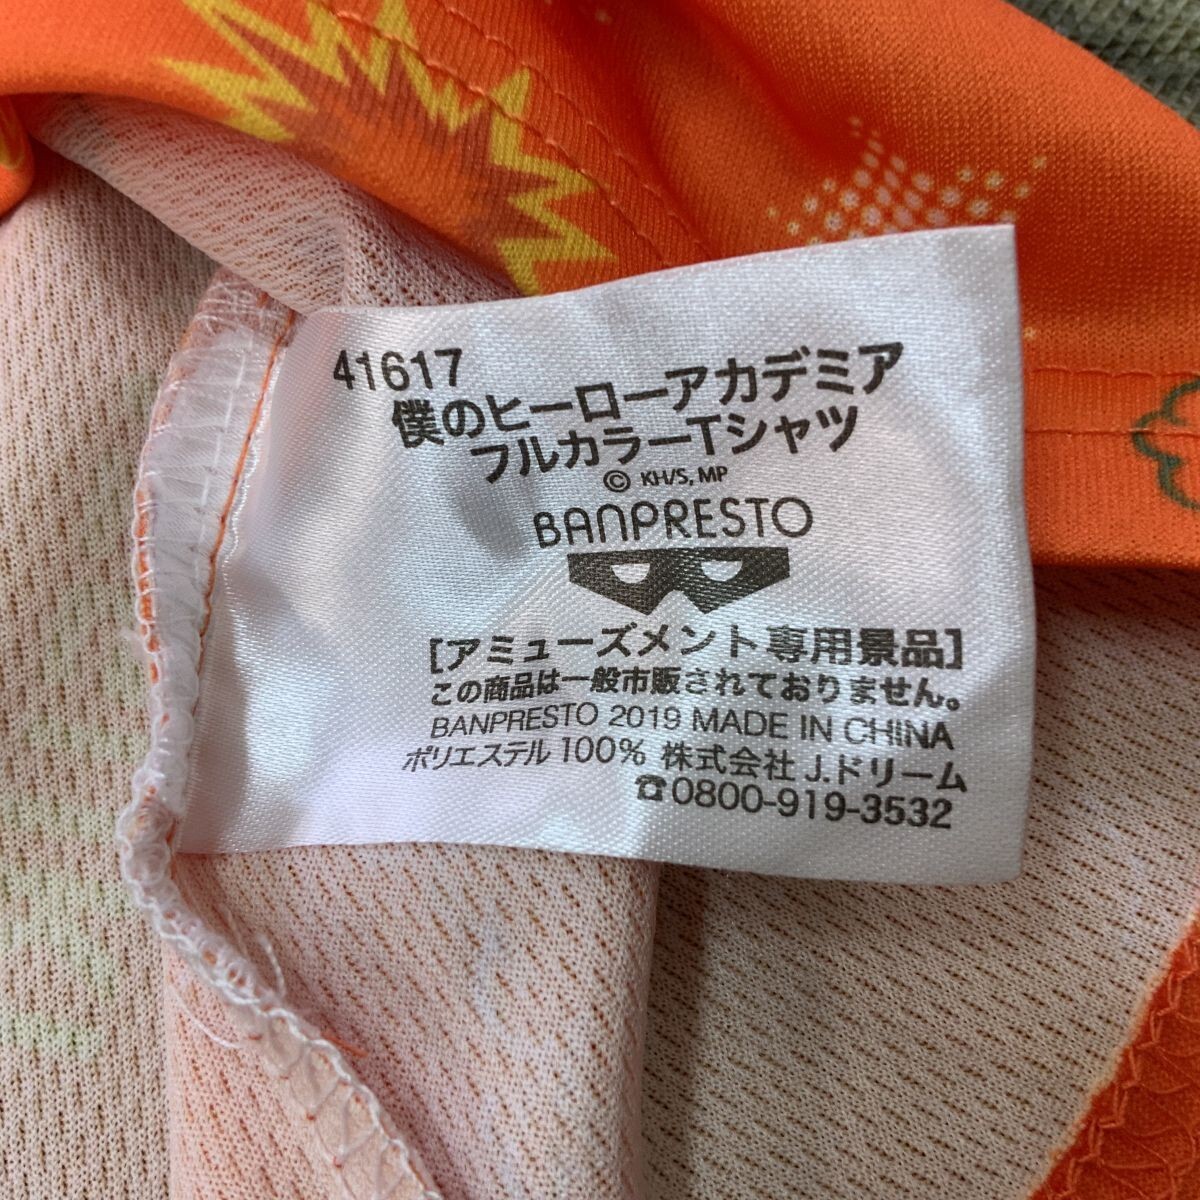 41617
僕のヒーローアカデミア
フルカラーTシャツ
© KH/S, MP
BANPRESTO
[アミューズメント専用景品]
この商品は一般市販されておりません。
BANPRESTO 2019 MADE IN CHINA
ポリエステル 100% 株式会社 J.ドリーム
☎0800-919-3532